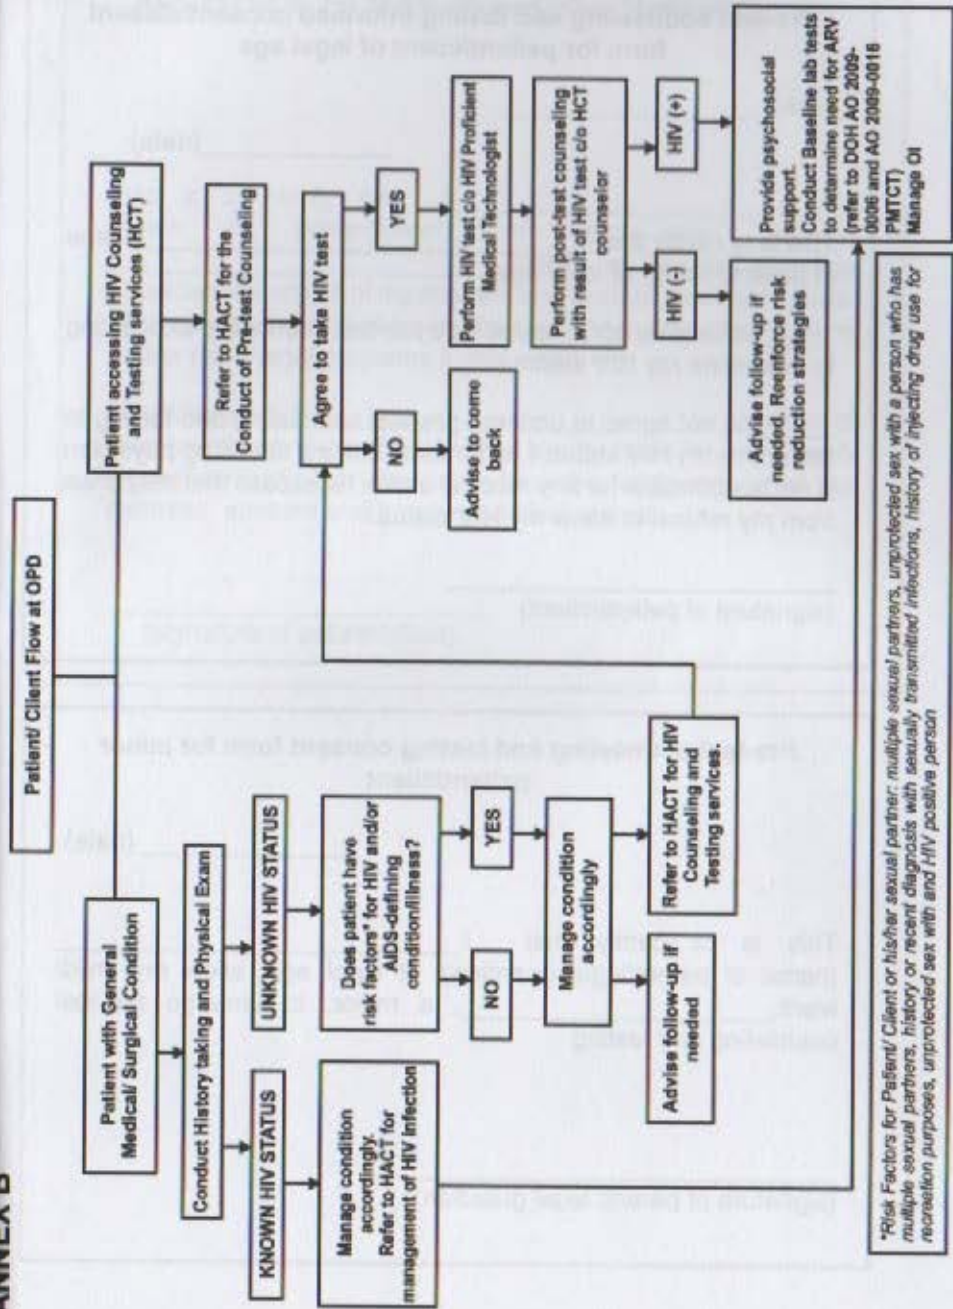 ANNEX B
Patient/ Client Flow at OPD
Patient with General
Medical/ Surgical Condition
Conduct History taking and Physical Exam
KNOWN HIV STATUS
Manage condition
accordingly.
Refer to HACT for
management of HIV infection
UNKNOWN HIV STATUS
Does patient have
risk factors* for HIV and/or
AIDS-defining
condition/illness?
NO
YES
Manage condition
accordingly
Advise follow-up if
needed
Refer to HACT for HIV
Counseling and
Testing services.
Patient accessing HIV Counseling
and Testing services (HCT)
Refer to HACT for the
Conduct of Pre-test Counseling
Agree to take HIV test
NO
Advise to come
back
YES
Perform HIV test c/o HIV Proficient
Medical Technologist
Perform post-test counseling
with result of HIV test c/o HCT
counselor
HIV (-)
HIV (+)
Advise follow-up if
needed. Reenforce risk
reduction strategies
Provide psychosocial
support.
Conduct Baseline lab tests
to determine need for ARV
(refer to DOH AO 2009-
0006 and AO 2009-0016
PMTCT)
Manage OI
*Risk Factors for Patient/ Client or his/her sexual partner: multiple sexual partners, unprotected sex with a person who has
multiple sexual partners, history or recent diagnosis with sexually transmitted infections, history of injecting drug use for
recreation purposes, unprotected sex with and HIV positive person